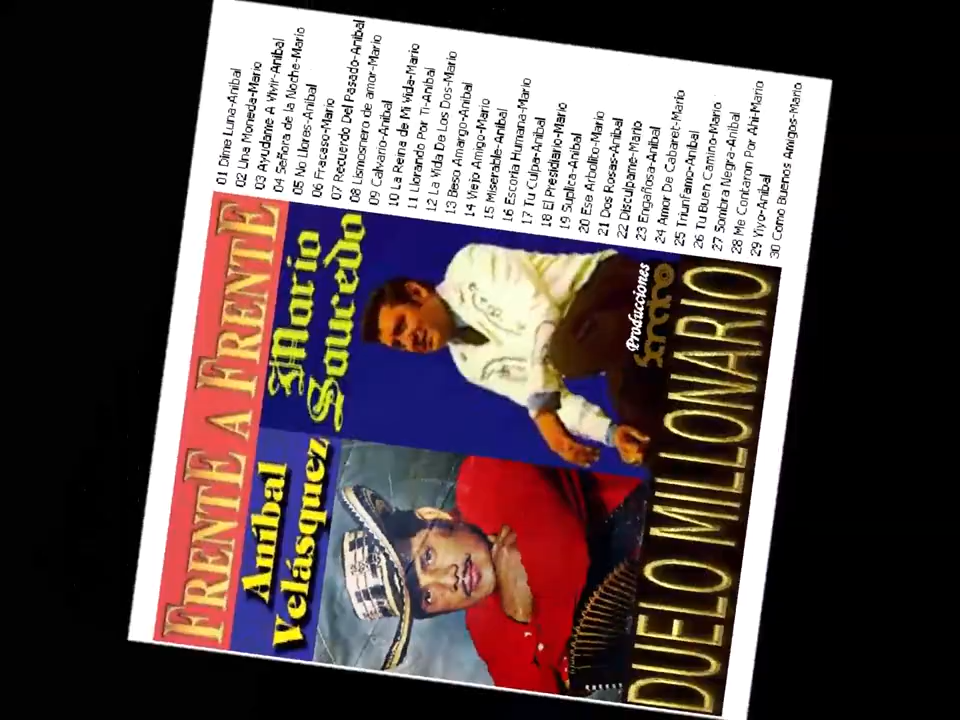 FRENTE A FRENTE
Aníbal
Velásquez
Mario
Saucedo
Producciones
DUELO MILLONARIO
01 Dime Luna-Anibal
02 Una Moneda-Mario
03 Ayudame A Vivir-Anibal
04 Señora de la Noche-Mario
05 No Llores-Anibal
06 Fracaso-Mario
07 Recuerdo Del Pasado-Anibal
08 Lismosnero de amor-Mario
09 Calvario-Anibal
10 La Reina de Mi Vida-Mario
11 Llorando Por Ti-Anibal
12 La Vida De Los Dos-Mario
13 Beso Amargo-Anibal
14 Viejo Amigo-Mario
15 Miserable-Anibal
16 Escoria Humana-Mario
17 Tu Culpa-Anibal
18 El Presidiario-Mario
19 Suplica-Anibal
20 Ese Arbolito-Mario
21 Dos Rosas-Anibal
22 Disculpame-Mario
23 Engañosa-Anibal
24 Amor De Cabaret-Mario
25 Triunfamo-Anibal
26 Tu Buen Camino-Mario
27 Sombra Negra-Anibal
28 Me Contaron Por Ahi-Mario
29 Yiyo-Anibal
30 Como Buenos Amigos-Mario